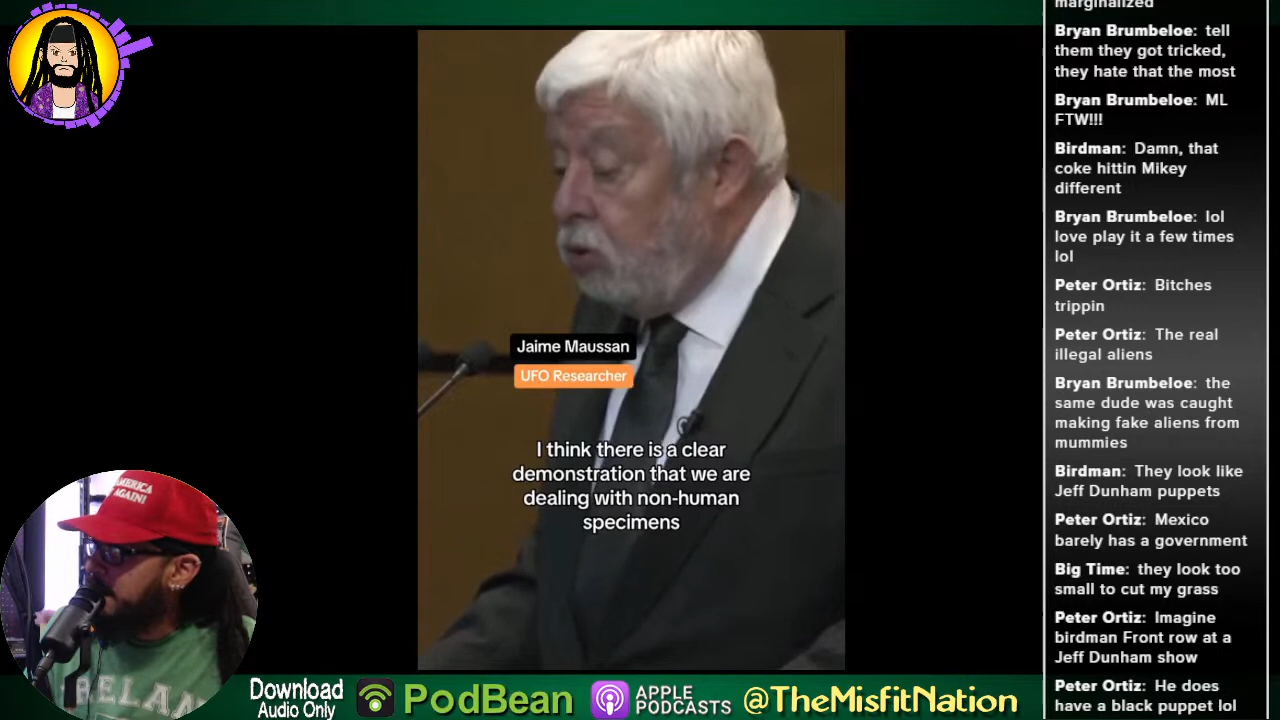 Jaime Maussan
UFO Researcher
I think there is a clear
demonstration that we are
dealing with non-human
specimens
marginalized
Bryan Brumbeloe: tell
them they got tricked,
they hate that the most
Bryan Brumbeloe: ML
FTW!!!
Birdman: Damn, that
coke hittin Mikey
different
Bryan Brumbeloe: lol
love play it a few times
lol
Peter Ortiz: Bitches
trippin
Peter Ortiz: The real
illegal aliens
Bryan Brumbeloe: the
same dude was caught
making fake aliens from
mummies
Birdman: They look like
Jeff Dunham puppets
Peter Ortiz: Mexico
barely has a government
Big Time: they look too
small to cut my grass
Peter Ortiz: Imagine
birdman Front row at a
Jeff Dunham show
Peter Ortiz: He does
have a black puppet lol
AMERICA
AGAIN!
RELAN
Download
Audio Only
PodBean
APPLE
PODCASTS
@TheMisfitNation